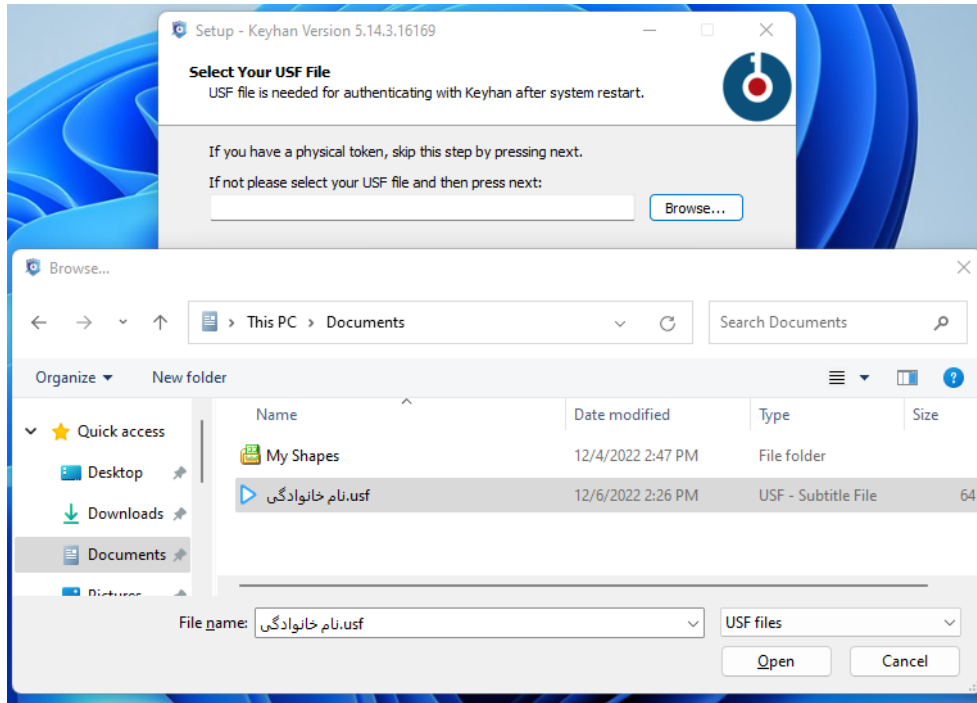 Setup - Keyhan Version 5.14.3.16169
Select Your USF File
USF file is needed for authenticating with Keyhan after system restart.
If you have a physical token, skip this step by pressing next.
If not please select your USF file and then press next:
Browse...
Browse...
This PC > Documents
Search Documents
Organize
New folder
Name Date modified Type Size
Quick access
Desktop
Downloads
Documents
Pictures
My Shapes 12/4/2022 2:47 PM File folder
نام خانوادگی.usf 12/6/2022 2:26 PM USF - Subtitle File 64
File name: نام خانوادگی.usf
USF files
Open
Cancel